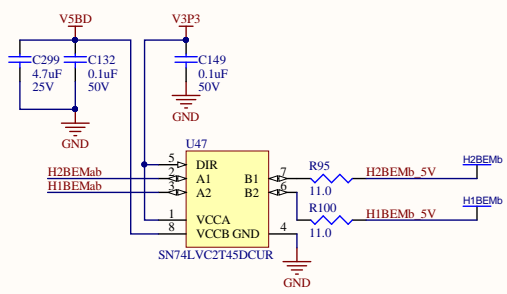 V5BD
V3P3
C299
4.7uF
25V
C132
0.1uF
50V
C149
0.1uF
50V
GND
GND
U47
5 DIR
H2BEMab 2 A1 B1 7 R95 11.0 H2BEMb_5V H2BEMb
H1BEMab 3 A2 B2 6 R100 11.0 H1BEMb_5V H1BEMb
1 VCCA
8 VCCB GND 4
SN74LVC2T45DCUR
GND